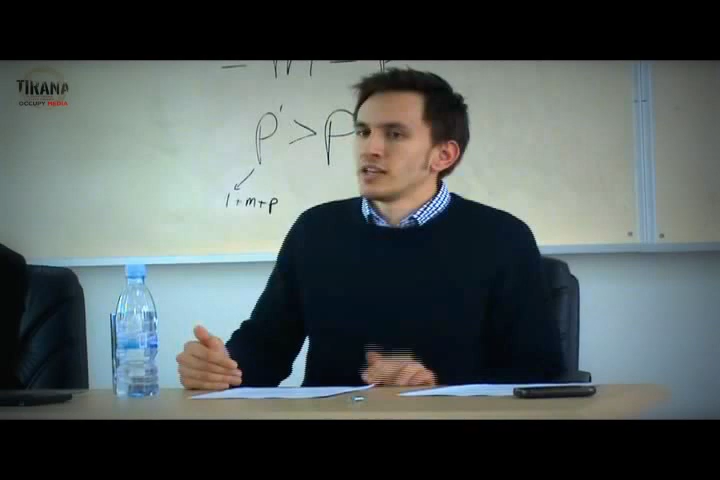 TIRANA
OCCUPY MEDIA
= m = p
p' > p
1+m+p